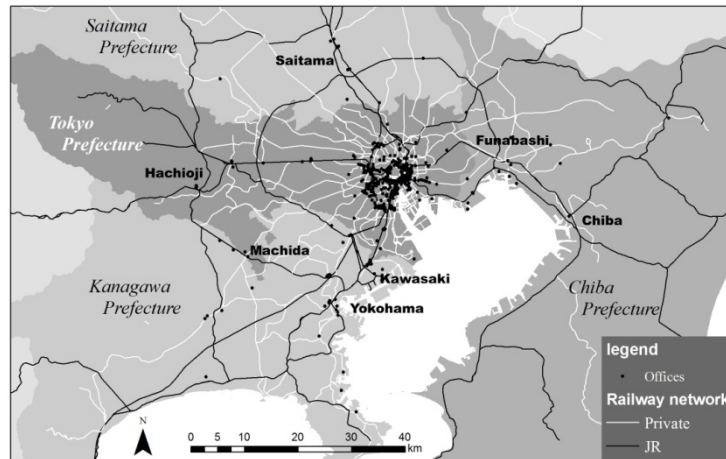 Saitama
Prefecture
Saitama
Tokyo
Prefecture
Funabashi
Hachioji
Chiba
Machida
Kawasaki
Kanagawa
Prefecture
Chiba
Prefecture
Yokohama
legend
Offices
Railway network
Private
JR
N
0 5 10 20 30 40
km